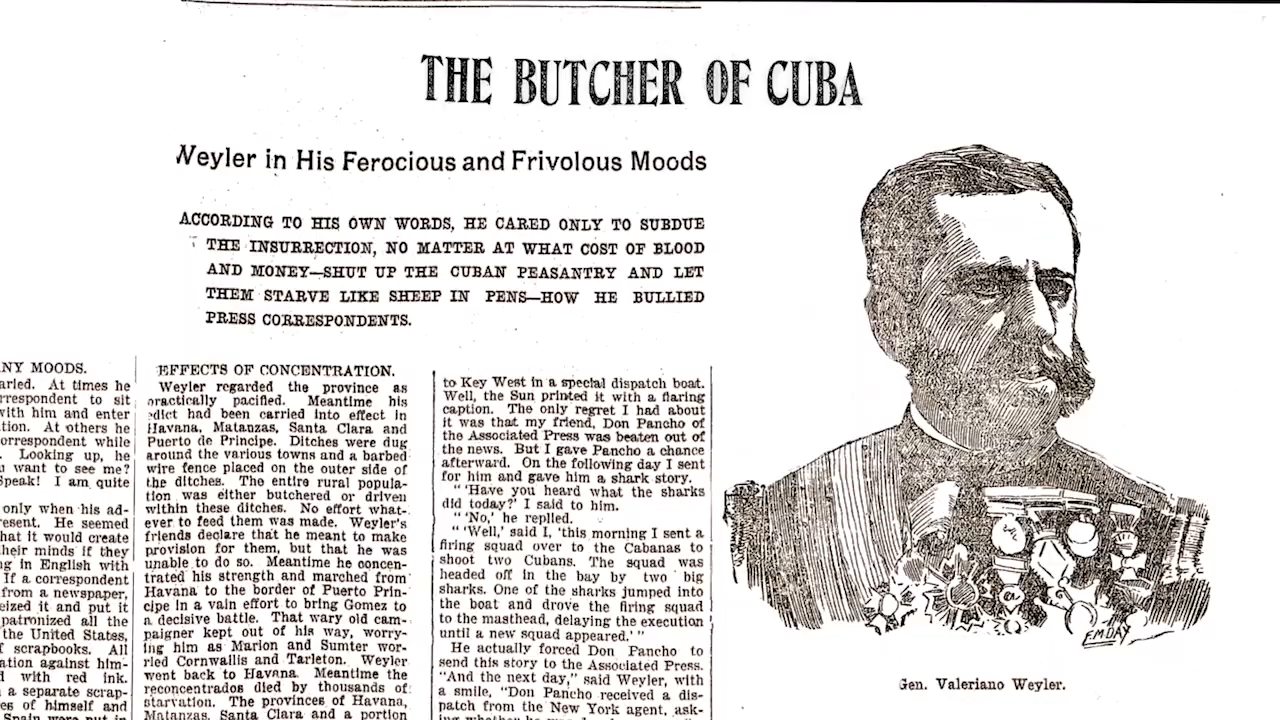 THE BUTCHER OF CUBA
Weyler in His Ferocious and Frivolous Moods
ACCORDING TO HIS OWN WORDS, HE CARED ONLY TO SUBDUE
THE INSURRECTION, NO MATTER AT WHAT COST OF BLOOD
AND MONEY—SHUT UP THE CUBAN PEASANTRY AND LET
THEM STARVE LIKE SHEEP IN PENS—HOW HE BULLIED
PRESS CORRESPONDENTS.
NY MOODS.
At times he
to sit
with him and enter
At others he
while
Looking up, he
want to see me?
Speak! I am quite
only when his ad-
He seemed
hat it would create
their minds if they
in English with
If a correspondent
from a newspaper,
it and put it
patronized all the
the United States,
scrapbooks. All
against him-
with red ink.
a separate scrap-
of himself and
Spain were put in
EFFECTS OF CONCENTRATION.
Weyler regarded the province as
practically pacified. Meantime his
edict had been carried into effect in
Havana, Matanzas, Santa Clara and
Puerto de Principe. Ditches were dug
around the various towns and a barbed
wire fence placed on the outer side of
the ditches. The entire rural popula-
tion was either butchered or driven
within these ditches. No effort what-
ever to feed them was made. Weyler's
friends declare that he meant to make
provision for them, but that he was
unable to do so. Meantime he concen-
trated his strength and marched from
Havana to the border of Puerto Prin-
cipe in a vain effort to bring Gomez to
a decisive battle. That wary old cam-
paigner kept out of his way, worry-
ing him as Marion and Sumter wor-
ried Cornwallis and Tarleton. Weyler
went back to Havana. Meantime the
reconcentrados died by thousands of
starvation. The provinces of Havana,
Matanzas, Santa Clara and a portion
to Key West in a special dispatch boat.
Well, the Sun printed it with a flaring
caption. The only regret I had about
it was that my friend, Don Pancho of
the Associated Press was beaten out of
the news. But I gave Pancho a chance
afterward. On the following day I sent
for him and gave him a shark story.
"'Have you heard what the sharks
did today?' I said to him.
"'No,' he replied.
"'Well,' said I, 'this morning I sent a
firing squad over to the Cabanas to
shoot two Cubans. The squad was
headed off in the bay by two big
sharks. One of the sharks jumped into
the boat and drove the firing squad
to the masthead, delaying the execution
until a new squad appeared.'"
He actually forced Don Pancho to
send this story to the Associated Press.
"And the next day," said Weyler, with
a smile, "Don Pancho received a dis-
patch from the New York agent, ask-
F.M.DAY
Gen. Valeriano Weyler.